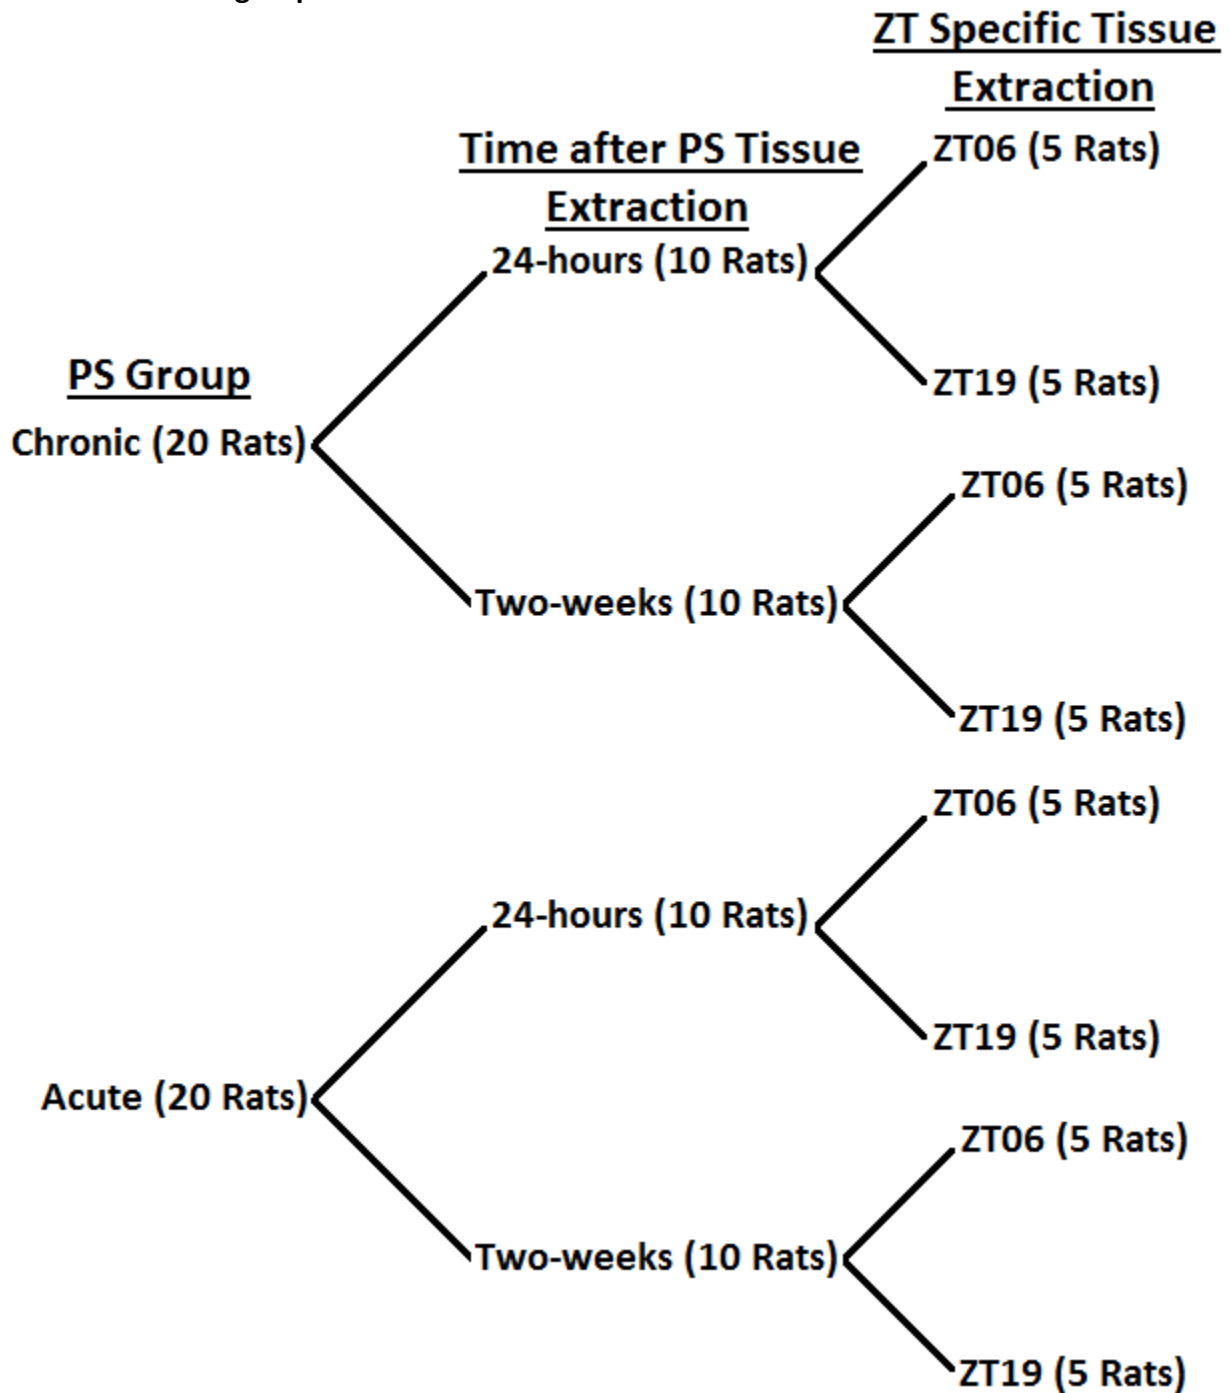 ZT Specific Tissue
Extraction
Time after PS Tissue
Extraction
PS Group
Chronic (20 Rats)
24-hours (10 Rats)
ZT06 (5 Rats)
ZT19 (5 Rats)
Two-weeks (10 Rats)
ZT06 (5 Rats)
ZT19 (5 Rats)
Acute (20 Rats)
24-hours (10 Rats)
ZT06 (5 Rats)
ZT19 (5 Rats)
Two-weeks (10 Rats)
ZT06 (5 Rats)
ZT19 (5 Rats)